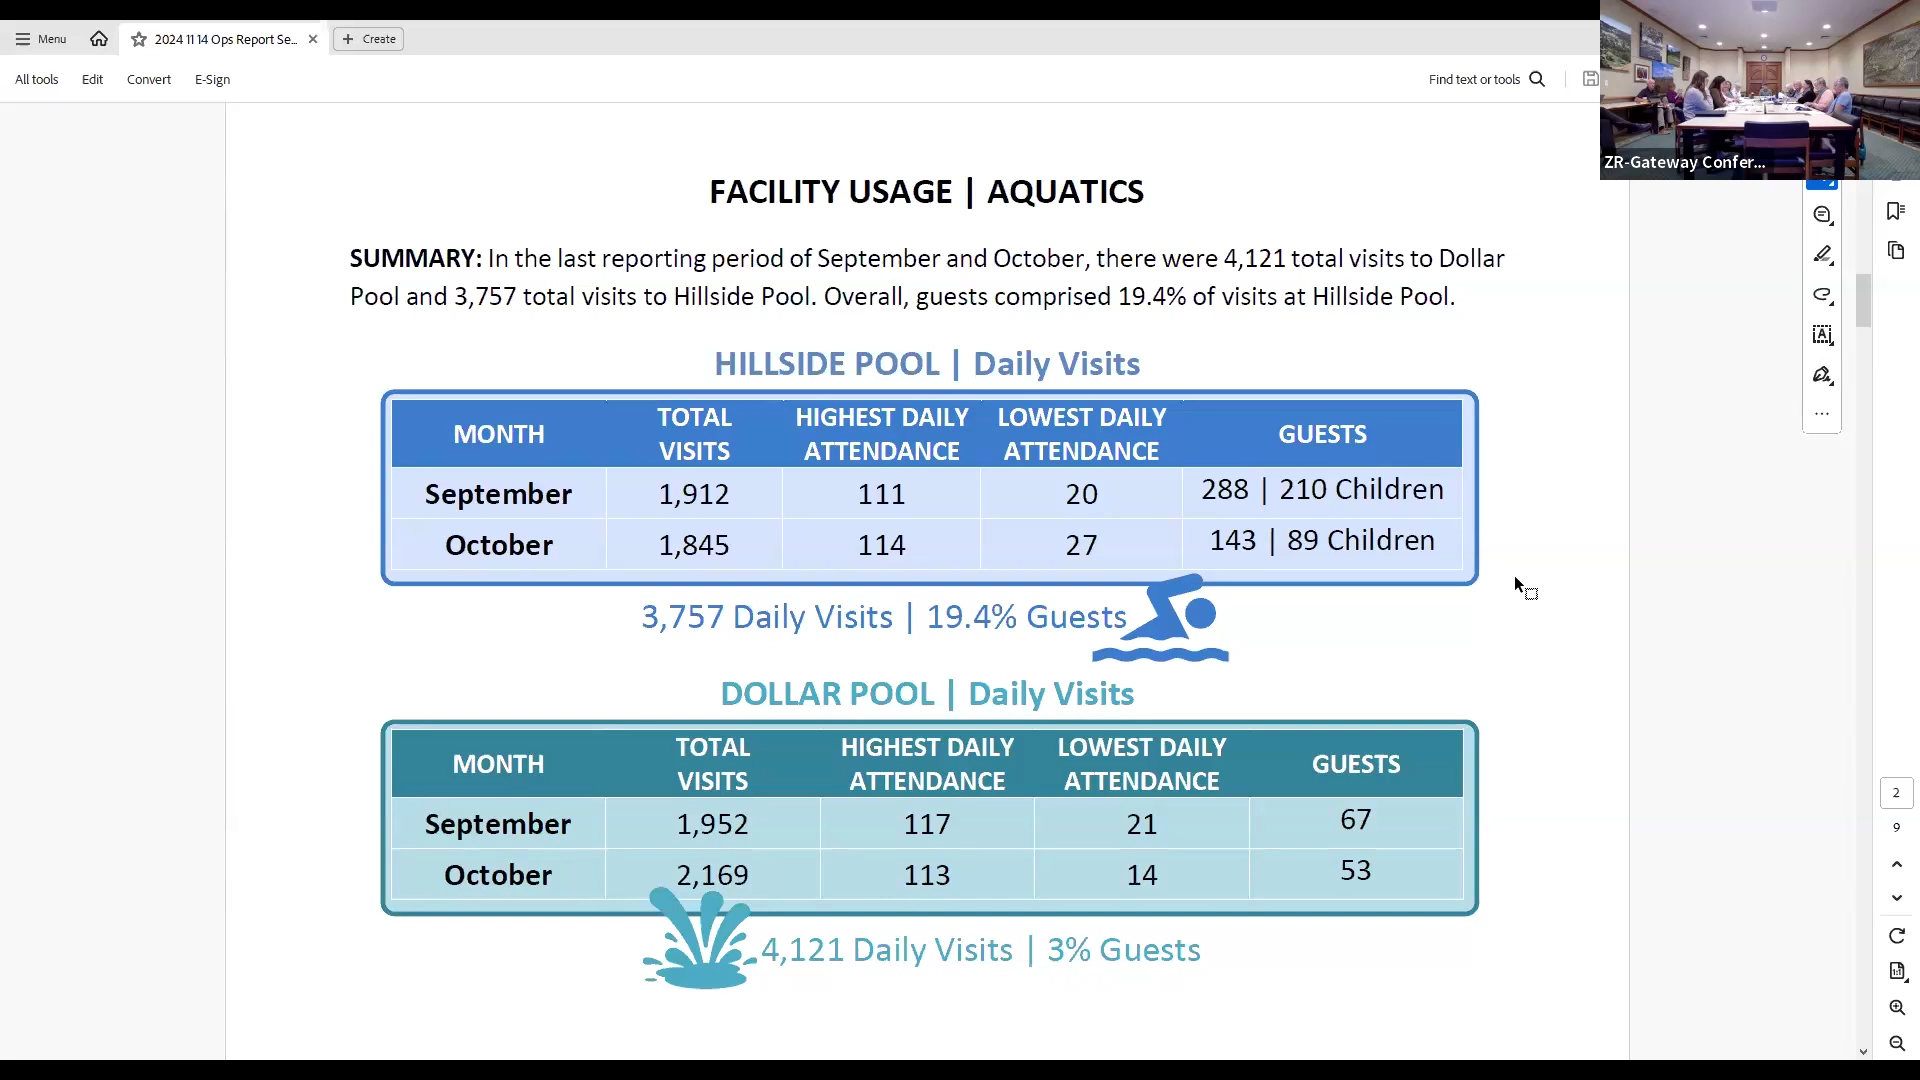 Menu
2024 11 14 Ops Report Se...
Create
All tools Edit Convert E-Sign
Find text or tools
ZR-Gateway Confer...
FACILITY USAGE | AQUATICS
SUMMARY: In the last reporting period of September and October, there were 4,121 total visits to Dollar
Pool and 3,757 total visits to Hillside Pool. Overall, guests comprised 19.4% of visits at Hillside Pool.
HILLSIDE POOL | Daily Visits
MONTH TOTAL VISITS HIGHEST DAILY ATTENDANCE LOWEST DAILY ATTENDANCE GUESTS
September 1,912 111 20 288 | 210 Children
October 1,845 114 27 143 | 89 Children
3,757 Daily Visits | 19.4% Guests
DOLLAR POOL | Daily Visits
MONTH TOTAL VISITS HIGHEST DAILY ATTENDANCE LOWEST DAILY ATTENDANCE GUESTS
September 1,952 117 21 67
October 2,169 113 14 53
4,121 Daily Visits | 3% Guests
2
9